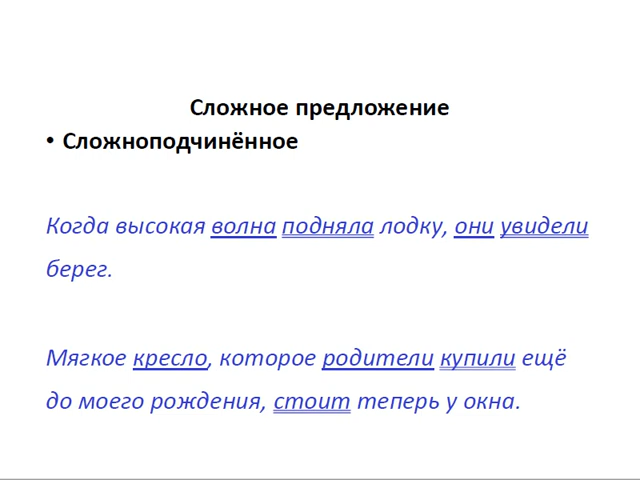 Сложное предложение
• Сложноподчинённое
Когда высокая волна подняла лодку, они увидели
берег.
Мягкое кресло, которое родители купили ещё
до моего рождения, стоит теперь у окна.